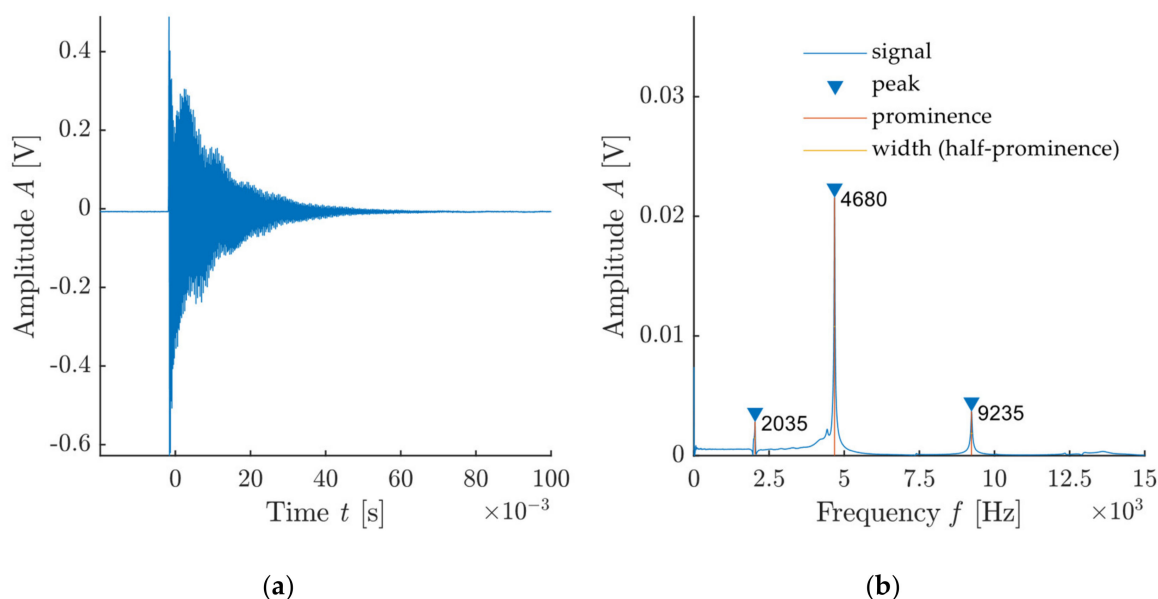 0.4
0.2
0
-0.2
-0.4
-0.6
Amplitude A [V]
0 20 40 60 80 100
Time t [s] ×10⁻³
(a)
0.03
0.02
0.01
0
Amplitude A [V]
signal
peak
prominence
width (half-prominence)
4680
2035
9235
0 2.5 5 7.5 10 12.5 15
Frequency f [Hz] ×10³
(b)